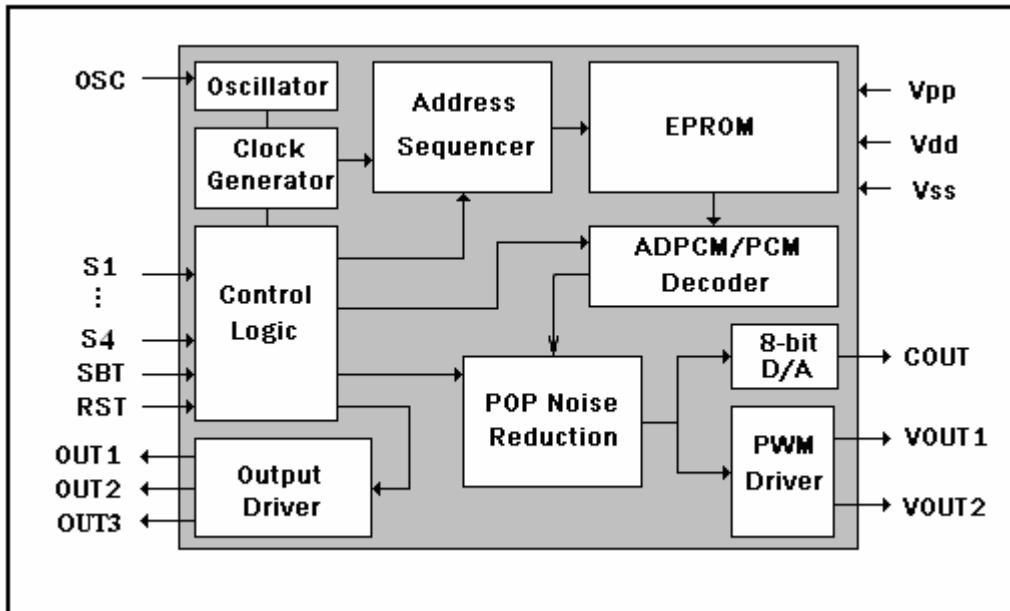 OSC
Oscillator
Clock
Generator
Address
Sequencer
EPROM
Vpp
Vdd
Vss
S1
⋮
S4
SBT
RST
Control
Logic
ADPCM/PCM
Decoder
POP Noise
Reduction
8-bit
D/A
COUT
PWM
Driver
VOUT1
VOUT2
OUT1
OUT2
OUT3
Output
Driver